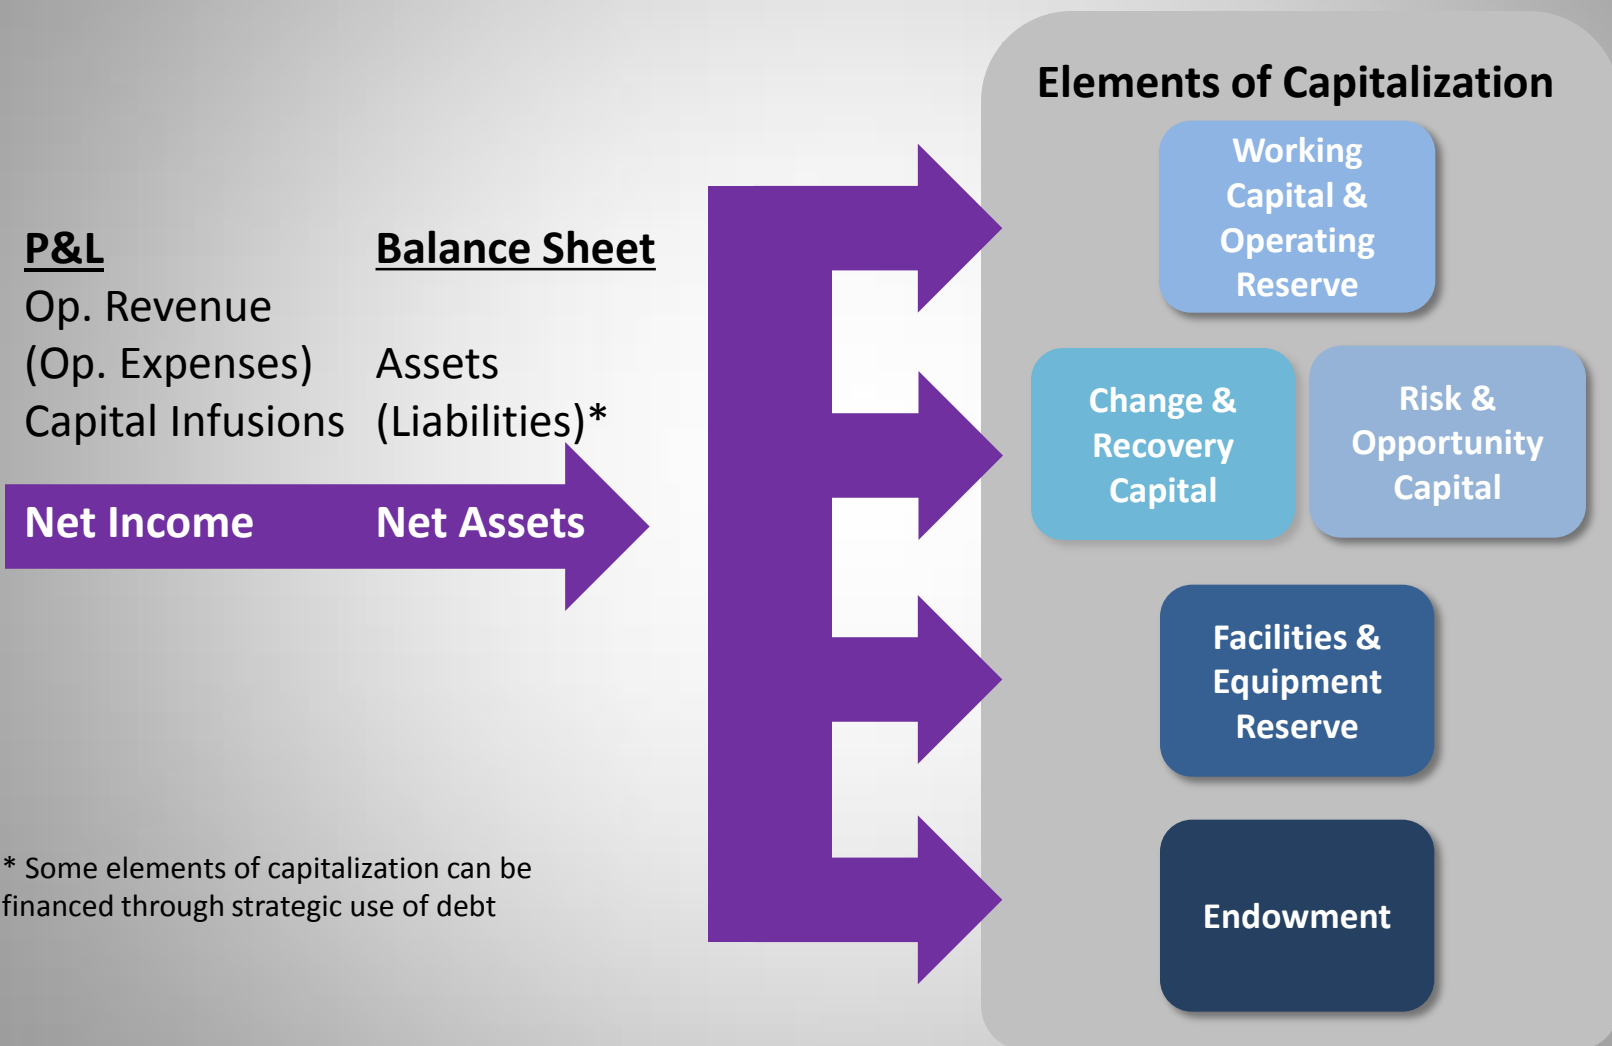 Elements of Capitalization
P&L
Op. Revenue
(Op. Expenses)
Capital Infusions
Net Income
Balance Sheet
Assets
(Liabilities)*
Net Assets
Working
Capital &
Operating
Reserve
Change &
Recovery
Capital
Risk &
Opportunity
Capital
Facilities &
Equipment
Reserve
Endowment
* Some elements of capitalization can be
financed through strategic use of debt